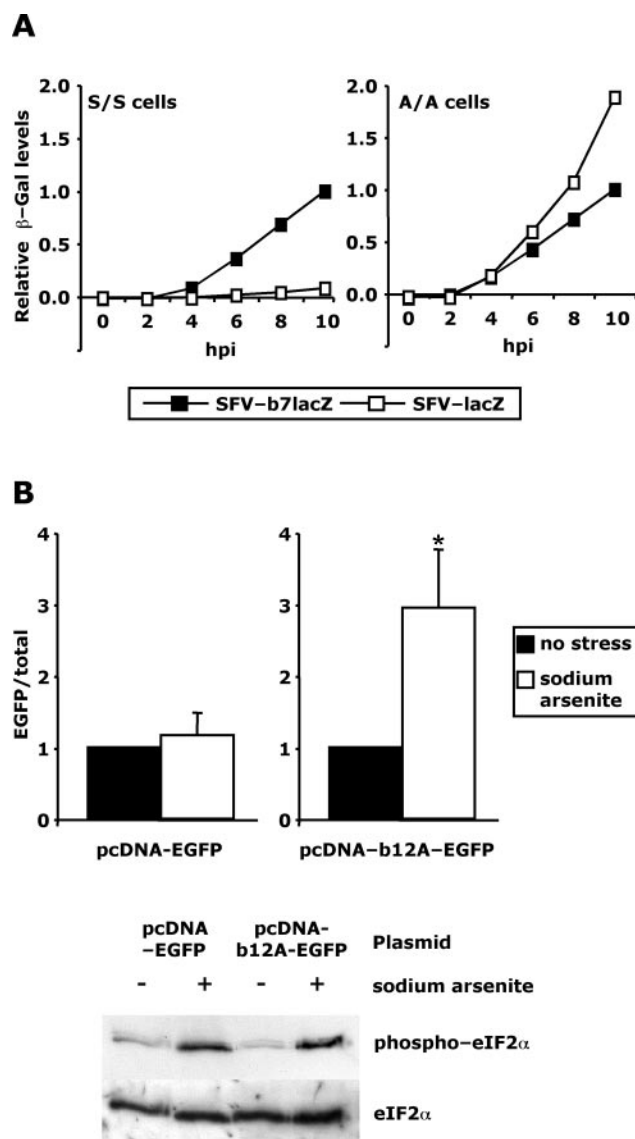 A
S/S cells
A/A cells
Relative β–Gal levels
2.0
1.5
1.0
0.5
0.0
0 2 4 6 8 10
hpi
2.0
1.5
1.0
0.5
0.0
0 2 4 6 8 10
hpi
SFV–b7lacZ SFV–lacZ
B
EGFP/total
4
3
2
1
0
pcDNA-EGFP
4
3
2
1
0
*
pcDNA–b12A–EGFP
no stress
sodium
arsenite
pcDNA
–EGFP
pcDNA-
b12A-EGFP
Plasmid
- + - + sodium arsenite
phospho–eIF2α
eIF2α